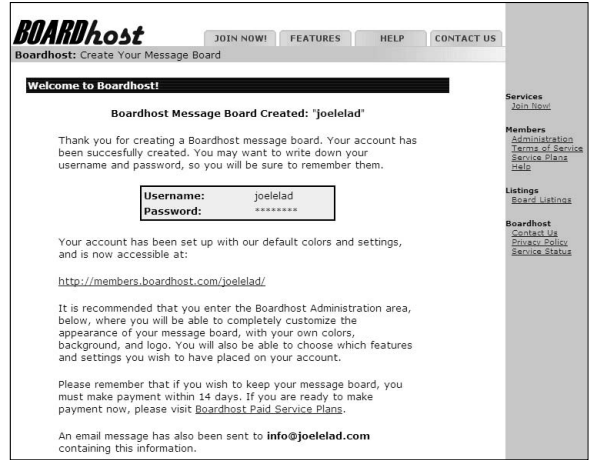 BOARDhost
JOIN NOW! FEATURES HELP CONTACT US
Boardhost: Create Your Message Board
Welcome to Boardhost!
Boardhost Message Board Created: "joelelad"
Thank you for creating a Boardhost message board. Your account has
been succesfully created. You may want to write down your
username and password, so you will be sure to remember them.
Username: joelelad
Password: ********
Your account has been set up with our default colors and settings,
and is now accessible at:
http://members.boardhost.com/joelelad/
It is recommended that you enter the Boardhost Administration area,
below, where you will be able to completely customize the
appearance of your message board, with your own colors,
background, and logo. You will also be able to choose which features
and settings you wish to have placed on your account.
Please remember that if you wish to keep your message board, you
must make payment within 14 days. If you are ready to make
payment now, please visit Boardhost Paid Service Plans.
An email message has also been sent to info@joelelad.com
containing this information.
Services
Join Now!
Members
Administration
Terms of Service
Service Plans
Help
Listings
Board Listings
Boardhost
Contact Us
Privacy Policy
Service Status